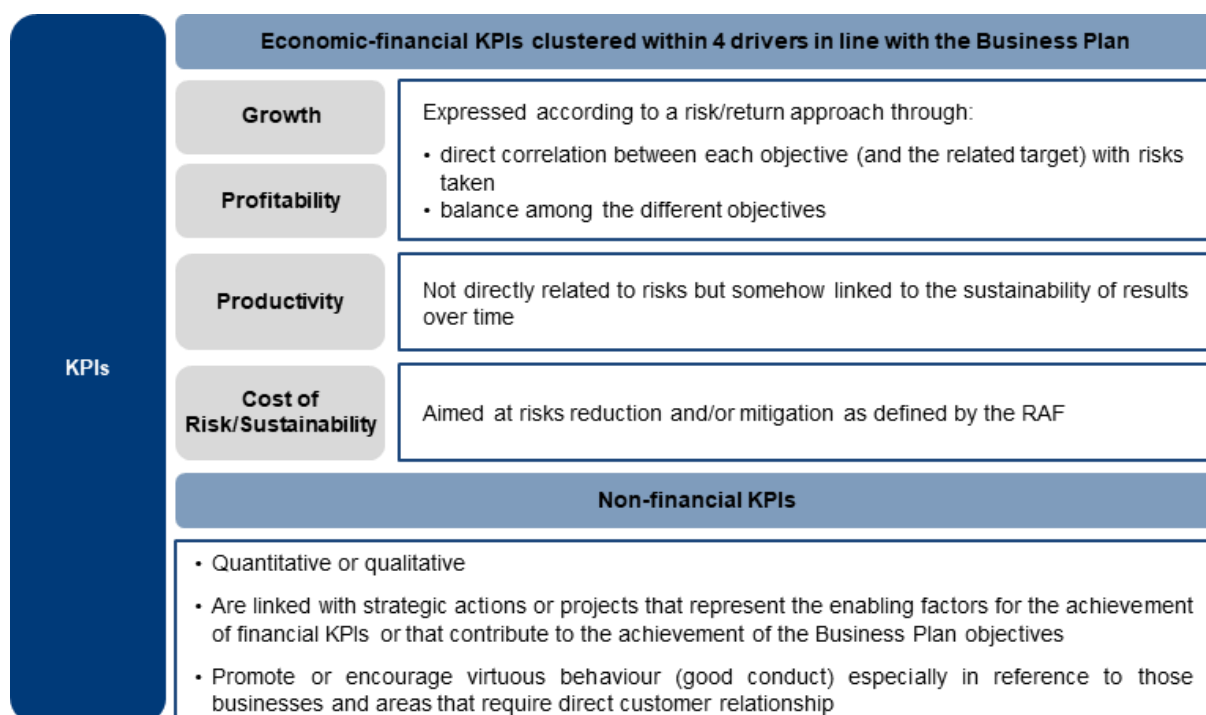 KPIs
Economic-financial KPIs clustered within 4 drivers in line with the Business Plan
Growth
Profitability
Expressed according to a risk/return approach through:
• direct correlation between each objective (and the related target) with risks
taken
• balance among the different objectives
Productivity
Not directly related to risks but somehow linked to the sustainability of results
over time
Cost of
Risk/Sustainability
Aimed at risks reduction and/or mitigation as defined by the RAF
Non-financial KPIs
• Quantitative or qualitative
• Are linked with strategic actions or projects that represent the enabling factors for the achievement
of financial KPIs or that contribute to the achievement of the Business Plan objectives
• Promote or encourage virtuous behaviour (good conduct) especially in reference to those
businesses and areas that require direct customer relationship